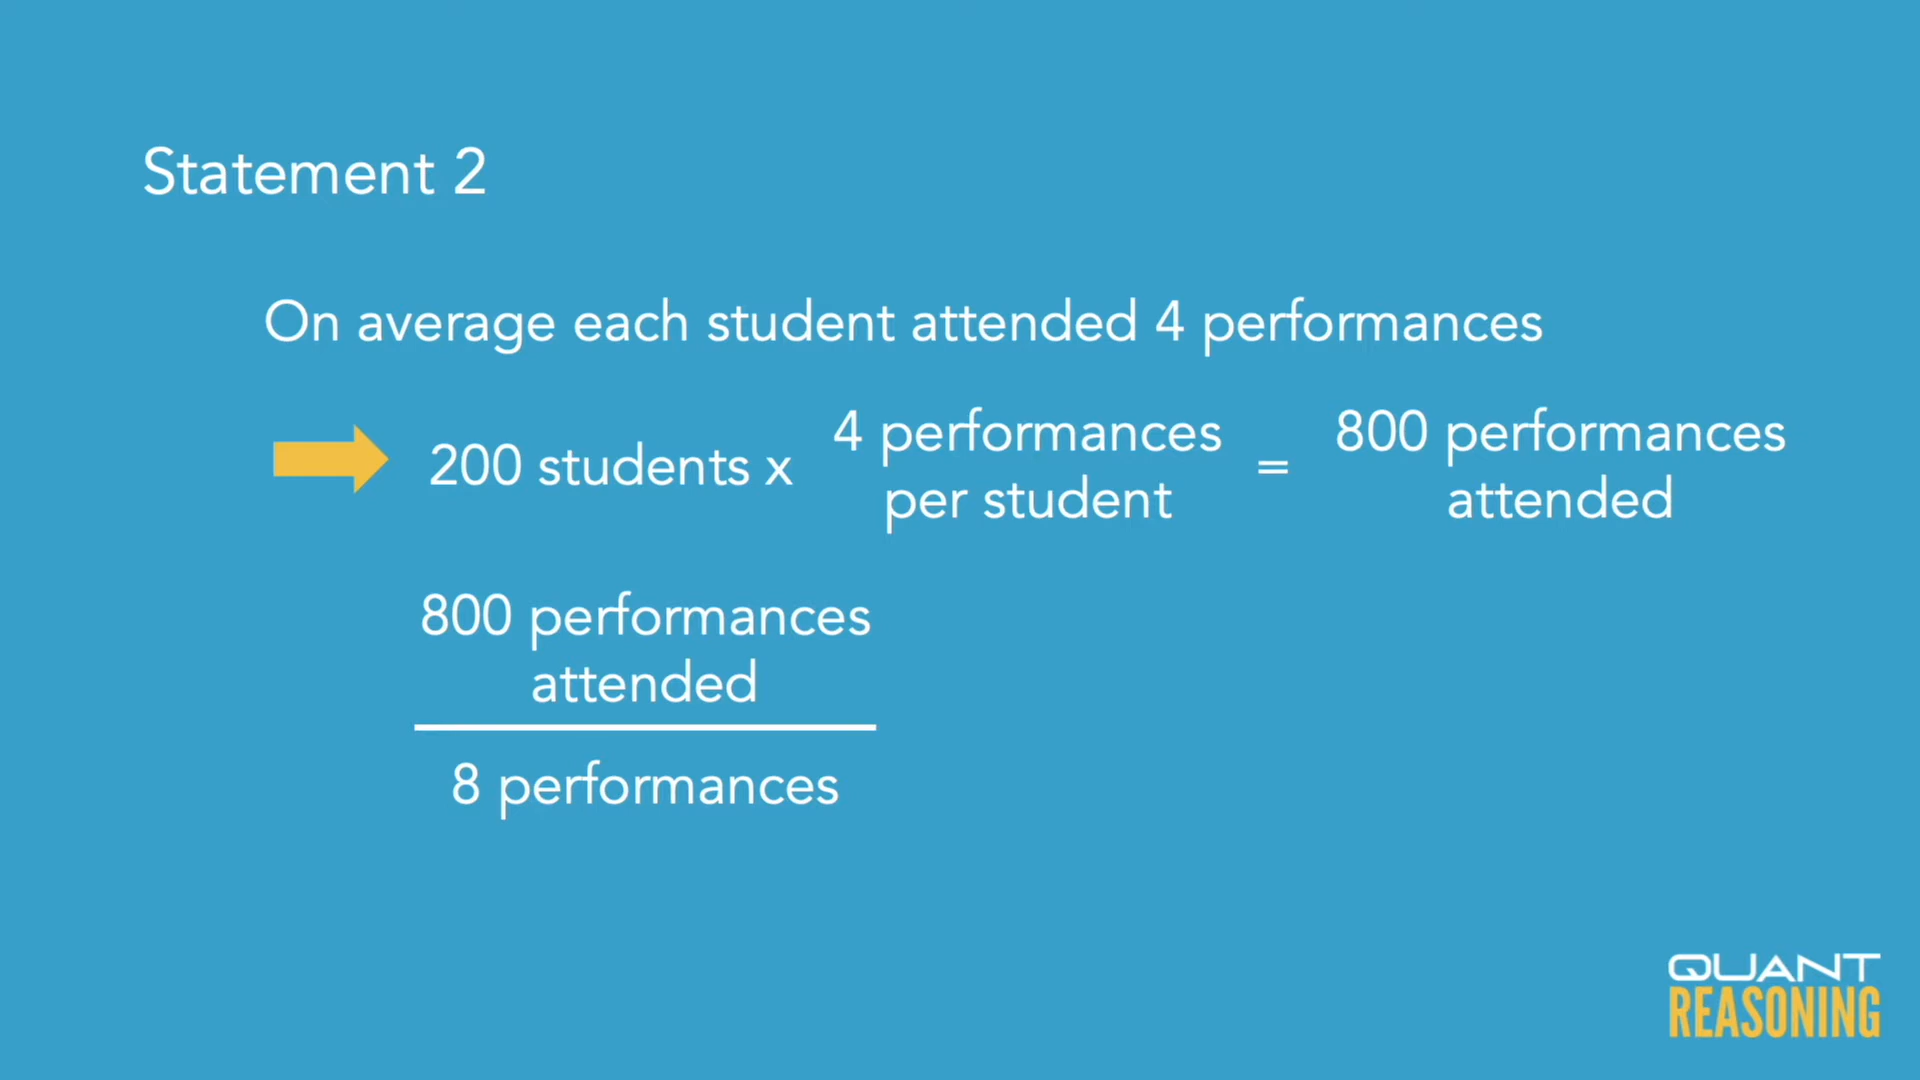 Statement 2
On average each student attended 4 performances
200 students x 4 performances per student = 800 performances attended
800 performances
attended
8 performances
QUANT
REASONING